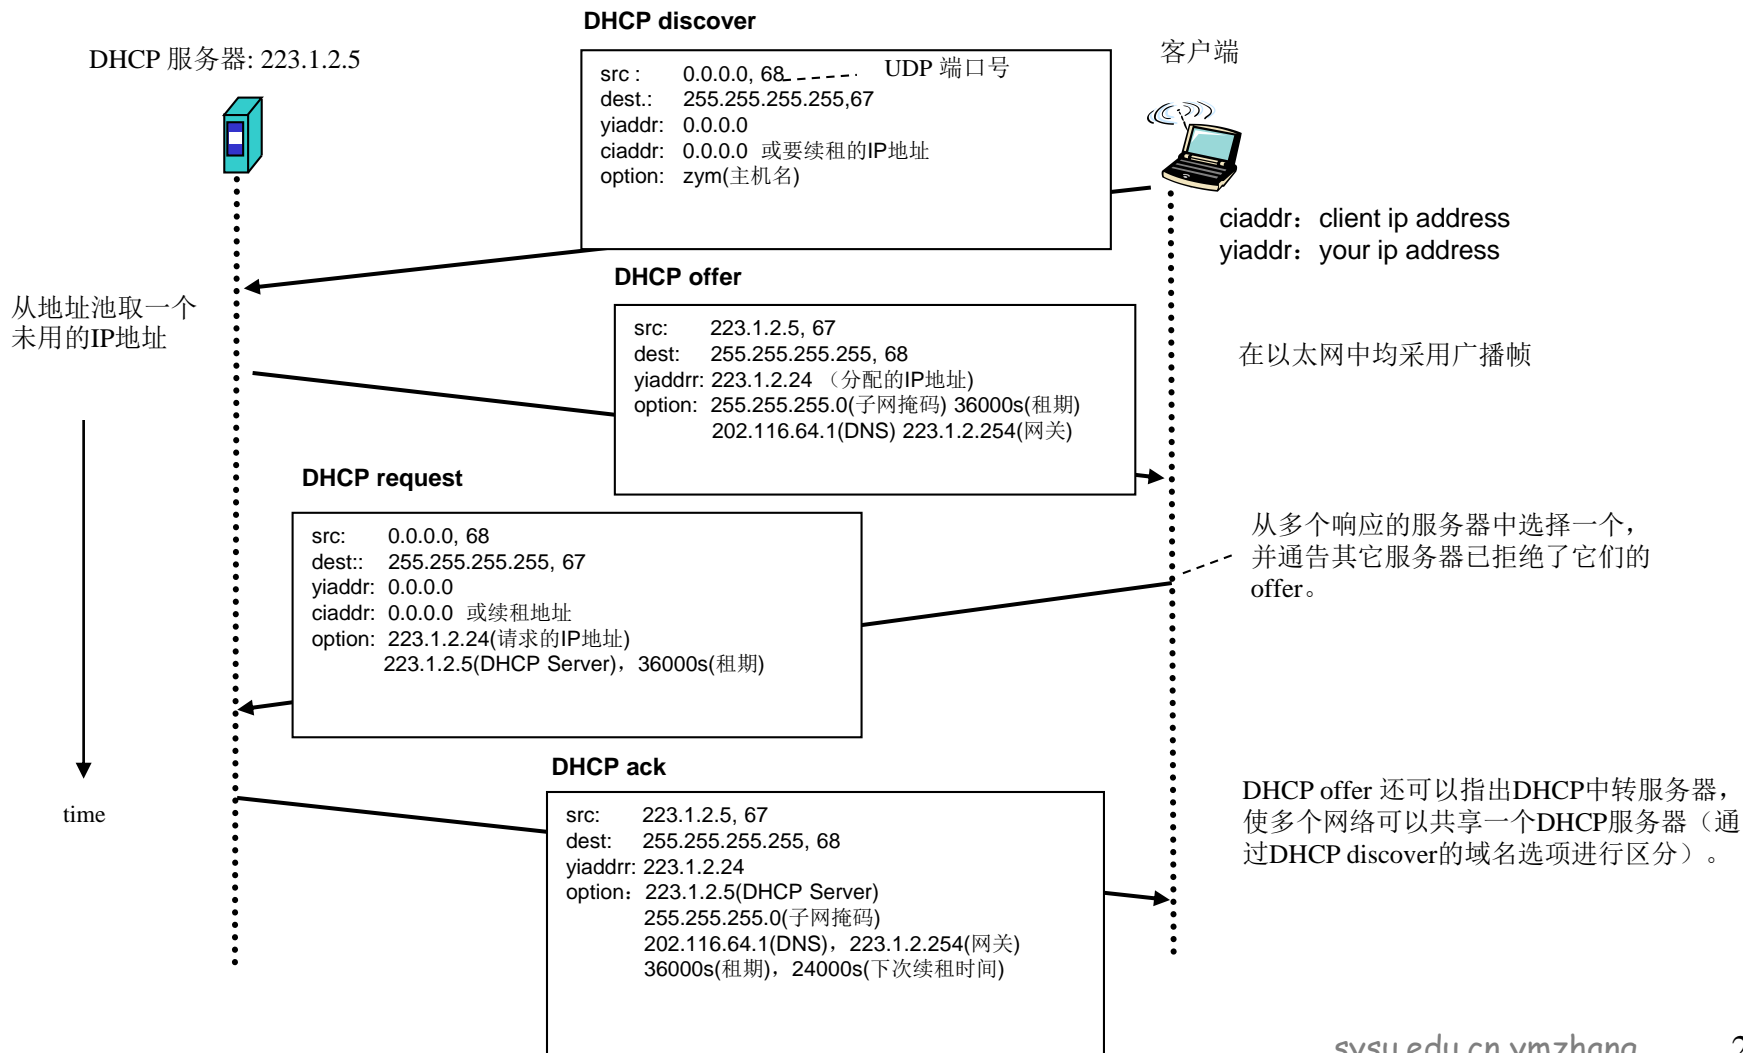 DHCP discover
DHCP 服务器: 223.1.2.5
客户端
src : 0.0.0.0, 68 UDP 端口号
dest.: 255.255.255.255,67
yiaddr: 0.0.0.0
ciaddr: 0.0.0.0 或要续租的IP地址
option: zym(主机名)
ciaddr：client ip address
yiaddr：your ip address
DHCP offer
从地址池取一个
未用的IP地址
src: 223.1.2.5, 67
dest: 255.255.255.255, 68
yiaddrr: 223.1.2.24 （分配的IP地址)
option: 255.255.255.0(子网掩码) 36000s(租期)
202.116.64.1(DNS) 223.1.2.254(网关)
在以太网中均采用广播帧
DHCP request
src: 0.0.0.0, 68
dest:: 255.255.255.255, 67
yiaddr: 0.0.0.0
ciaddr: 0.0.0.0 或续租地址
option: 223.1.2.24(请求的IP地址)
223.1.2.5(DHCP Server)，36000s(租期)
从多个响应的服务器中选择一个，
并通告其它服务器已拒绝了它们的
offer。
DHCP ack
time
src: 223.1.2.5, 67
dest: 255.255.255.255, 68
yiaddrr: 223.1.2.24
option：223.1.2.5(DHCP Server)
255.255.255.0(子网掩码)
202.116.64.1(DNS)，223.1.2.254(网关)
36000s(租期)，24000s(下次续租时间)
DHCP offer 还可以指出DHCP中转服务器，
使多个网络可以共享一个DHCP服务器（通
过DHCP discover的域名选项进行区分）。
sysu.edu.cn ymzhang 2